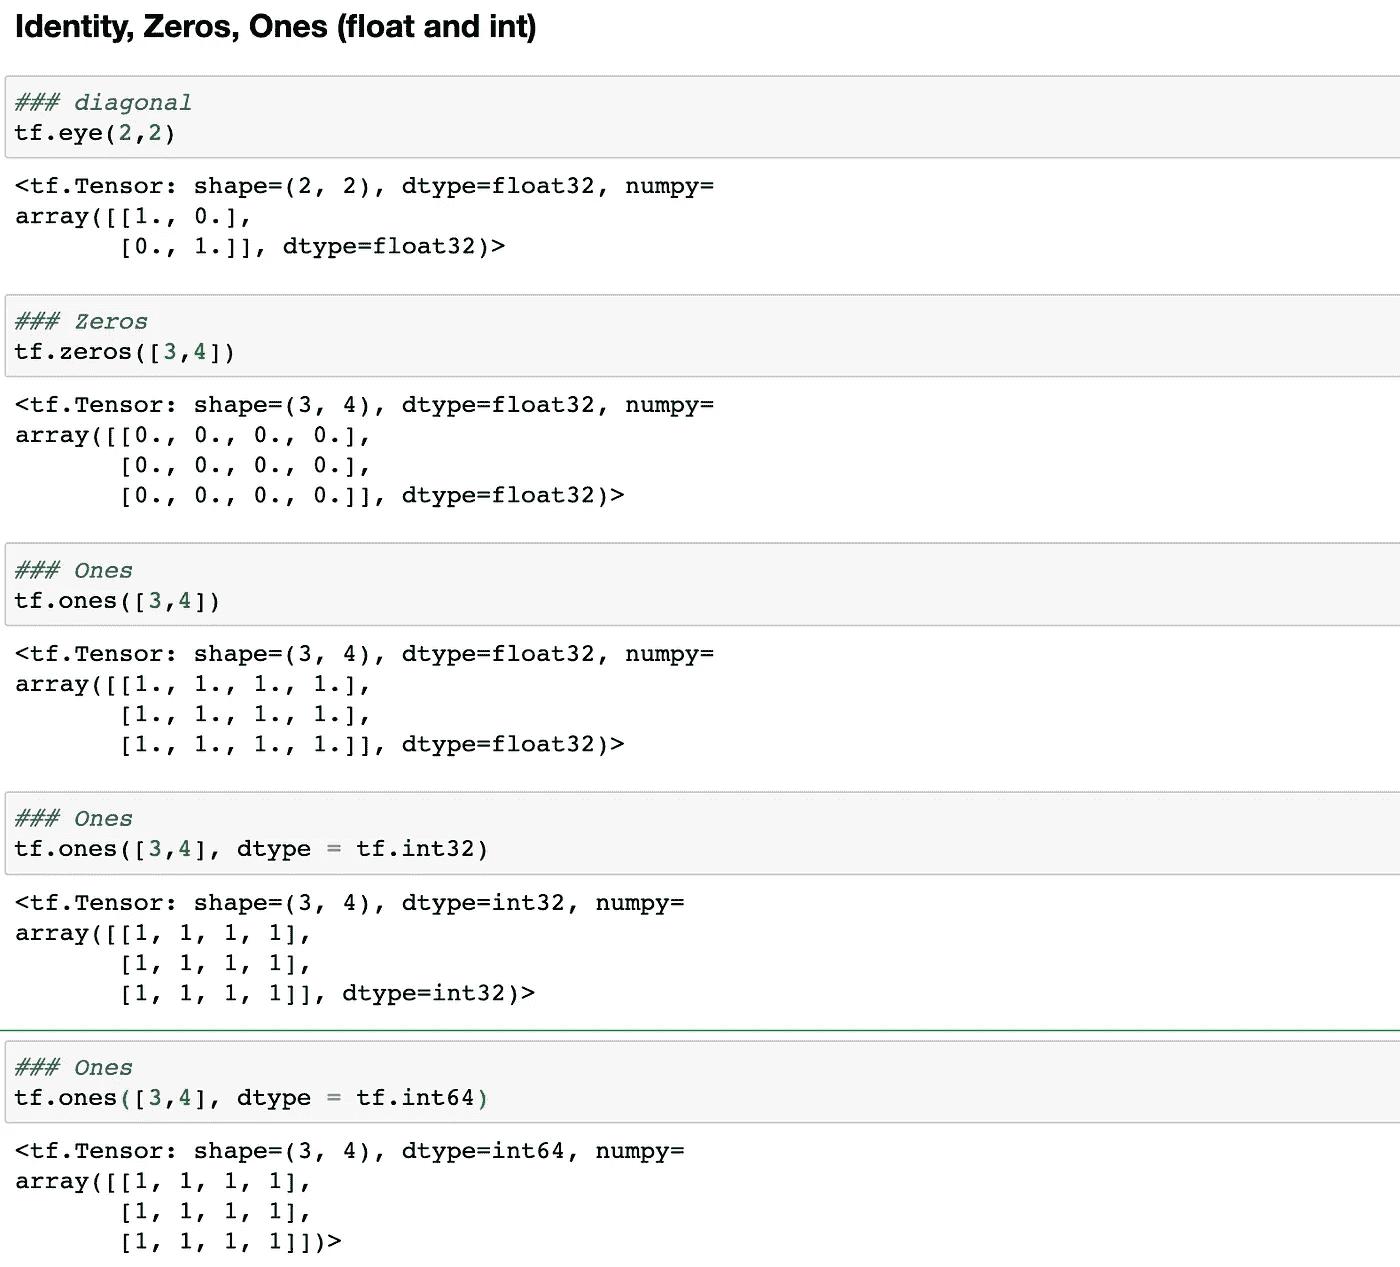 Identity, Zeros, Ones (float and int)
### diagonal
tf.eye(2,2)
<tf.Tensor: shape=(2, 2), dtype=float32, numpy=
array([[1., 0.],
       [0., 1.]], dtype=float32)>
### Zeros
tf.zeros([3,4])
<tf.Tensor: shape=(3, 4), dtype=float32, numpy=
array([[0., 0., 0., 0.],
       [0., 0., 0., 0.],
       [0., 0., 0., 0.]], dtype=float32)>
### Ones
tf.ones([3,4])
<tf.Tensor: shape=(3, 4), dtype=float32, numpy=
array([[1., 1., 1., 1.],
       [1., 1., 1., 1.],
       [1., 1., 1., 1.]], dtype=float32)>
### Ones
tf.ones([3,4], dtype = tf.int32)
<tf.Tensor: shape=(3, 4), dtype=int32, numpy=
array([[1, 1, 1, 1],
       [1, 1, 1, 1],
       [1, 1, 1, 1]], dtype=int32)>
### Ones
tf.ones([3,4], dtype = tf.int64)
<tf.Tensor: shape=(3, 4), dtype=int64, numpy=
array([[1, 1, 1, 1],
       [1, 1, 1, 1],
       [1, 1, 1, 1]])>